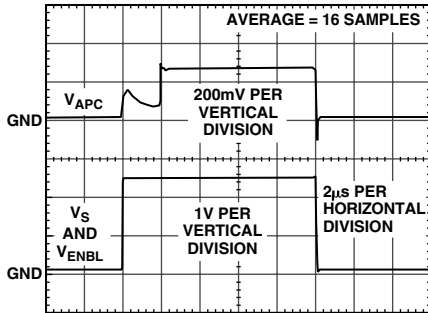 AVERAGE = 16 SAMPLES
V_APC
200mV PER
VERTICAL
DIVISION
GND
V_S
AND
V_ENBL
1V PER
VERTICAL
DIVISION
2µs PER
HORIZONTAL
DIVISION
GND